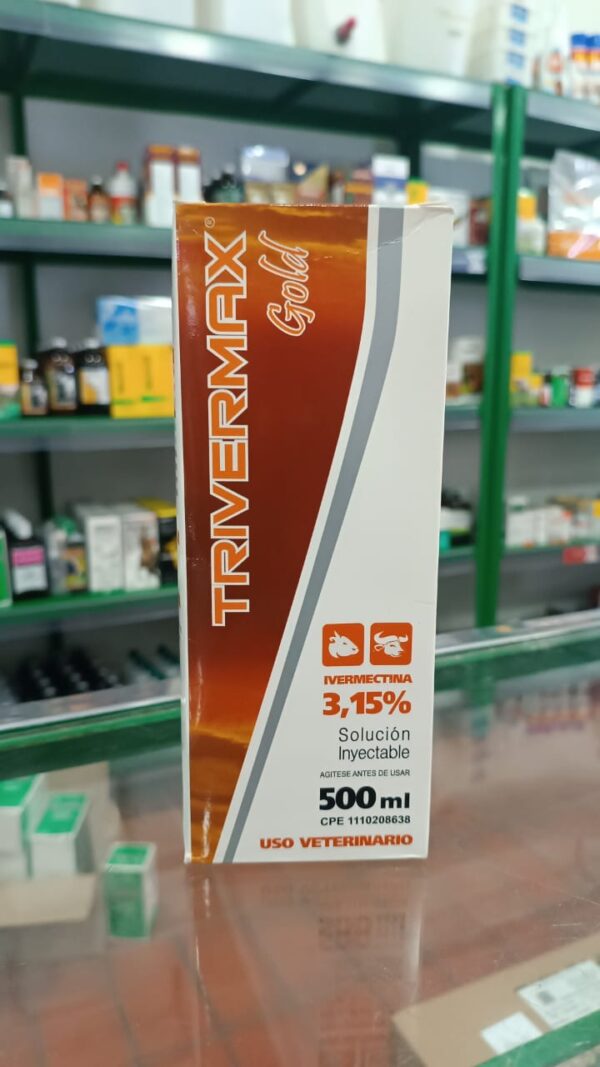 TRIVERMAX®
Gold
IVERMECTINA
3,15%
Solución
Inyectable
AGITESE ANTES DE USAR
500 ml
CPE 1110208638
USO VETERINARIO